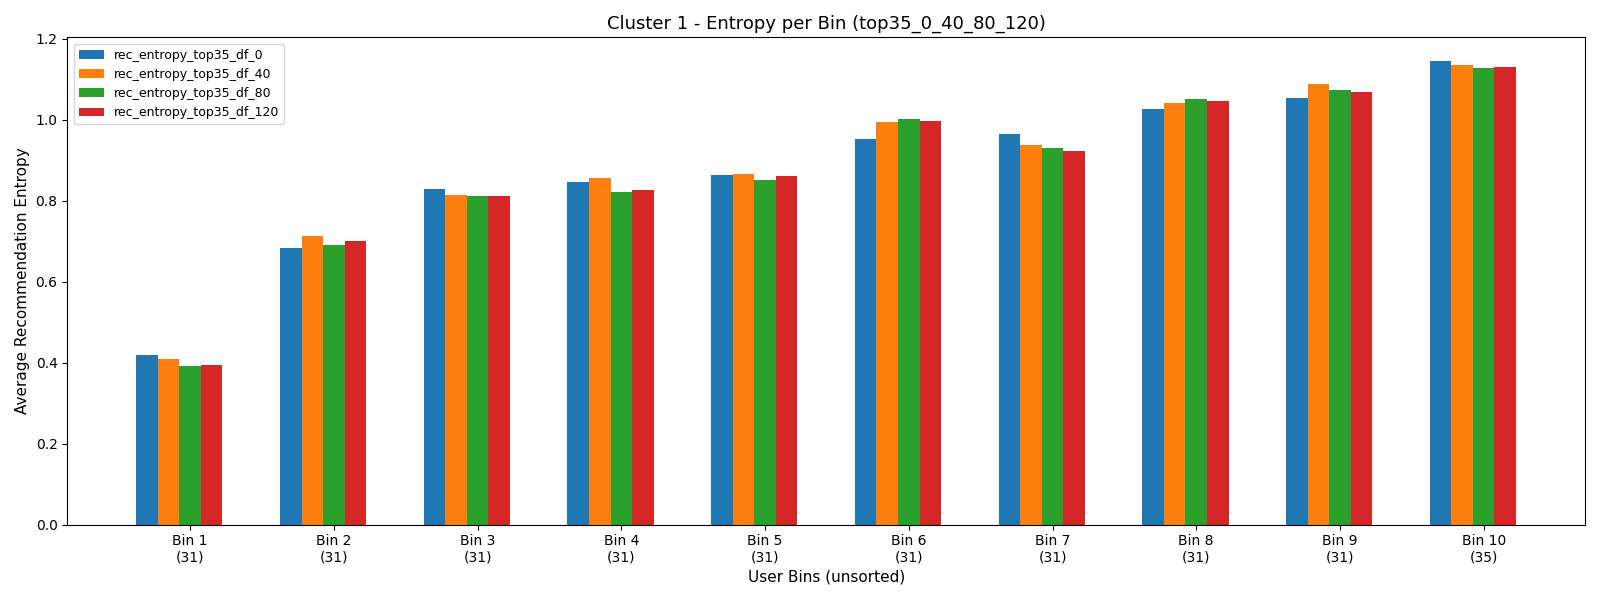 Cluster 1 - Entropy per Bin (top35_0_40_80_120)
rec_entropy_top35_df_0
rec_entropy_top35_df_40
rec_entropy_top35_df_80
rec_entropy_top35_df_120
Average Recommendation Entropy
1.2
1.0
0.8
0.6
0.4
0.2
0.0
Bin 1 Bin 2 Bin 3 Bin 4 Bin 5 Bin 6 Bin 7 Bin 8 Bin 9 Bin 10
(31) (31) (31) (31) (31) (31) (31) (31) (31) (35)
User Bins (unsorted)